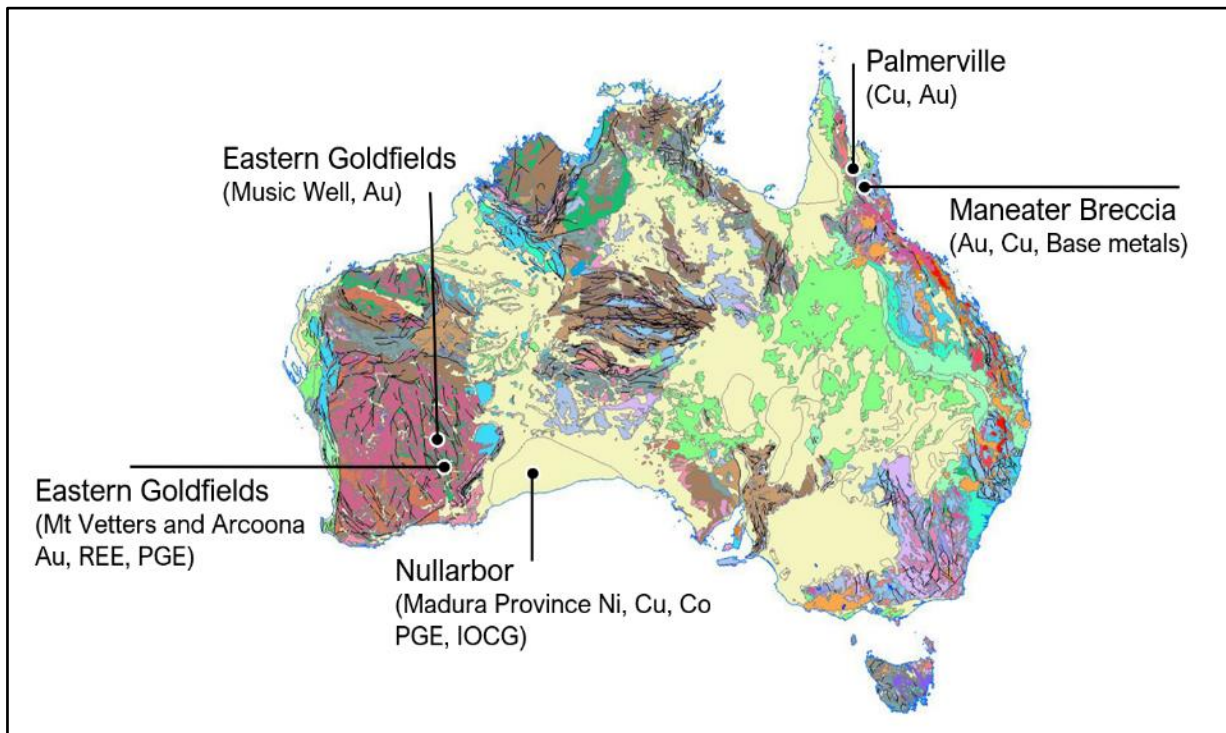 Palmerville
(Cu, Au)
Eastern Goldfields
(Music Well, Au)
Maneater Breccia
(Au, Cu, Base metals)
Eastern Goldfields
(Mt Vetters and Arcoona
Au, REE, PGE)
Nullarbor
(Madura Province Ni, Cu, Co
PGE, IOCG)